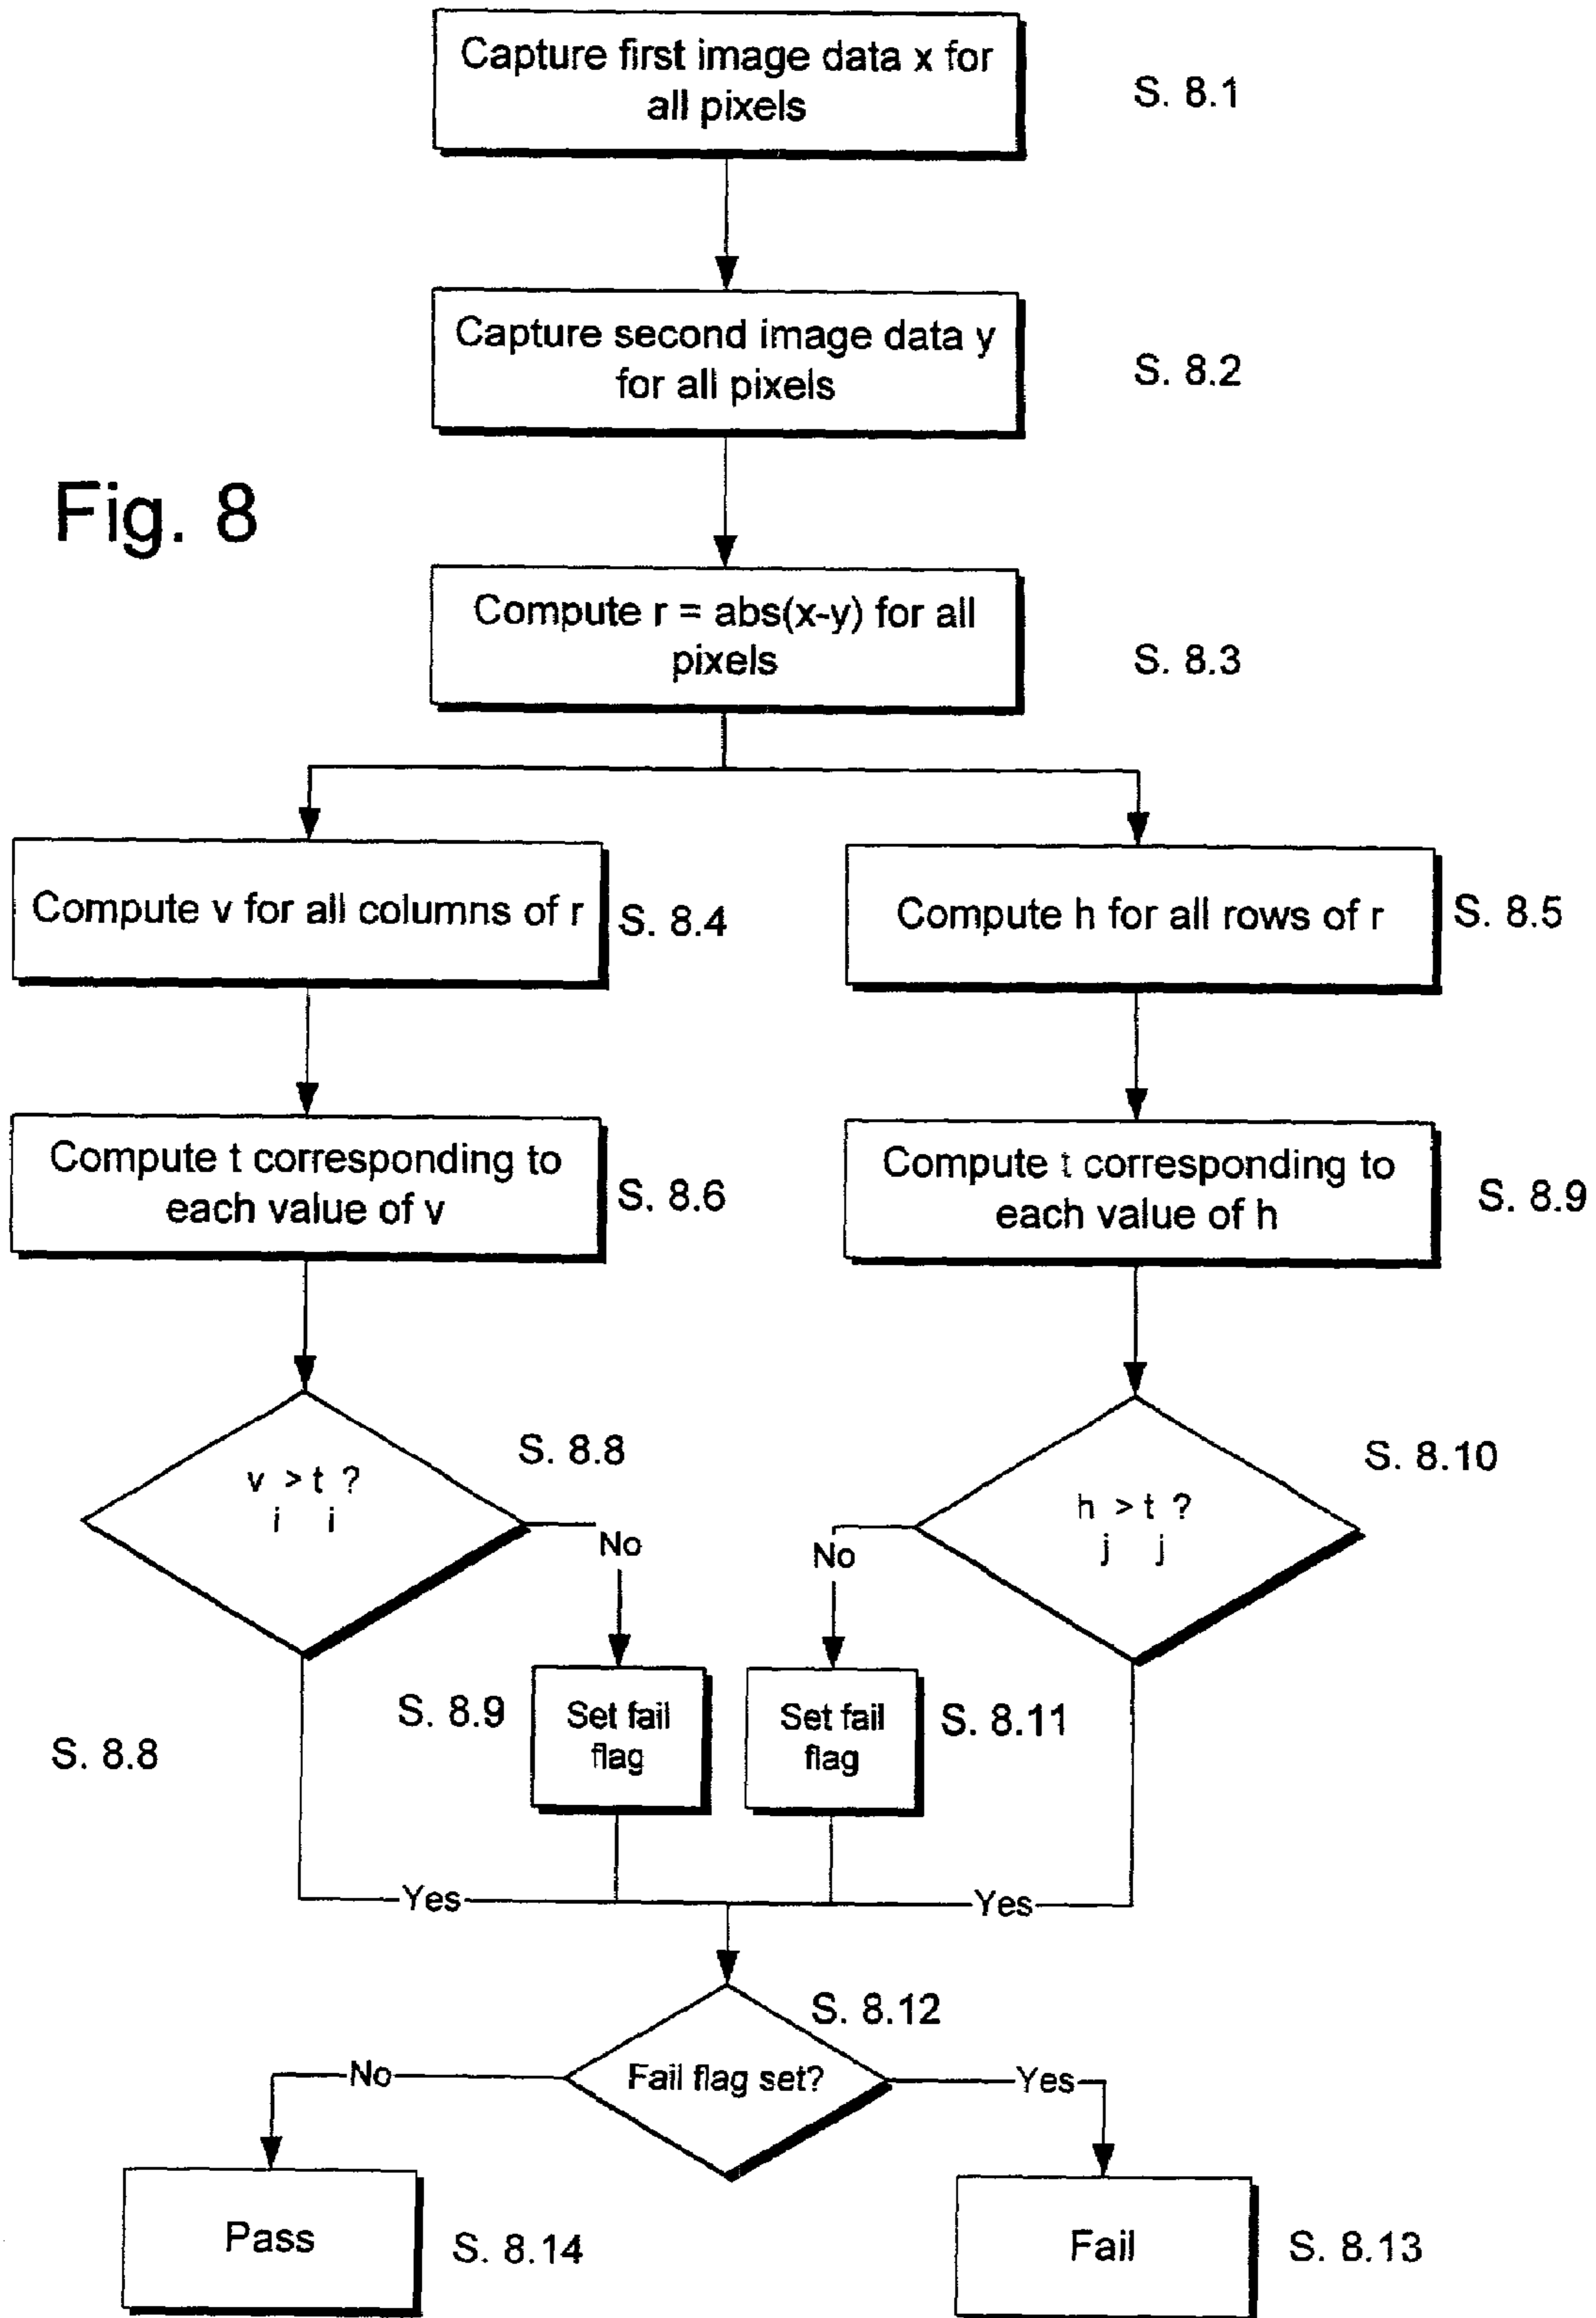 Capture first image data x for
all pixels
S. 8.1
Capture second image data y
for all pixels
S. 8.2
Fig. 8
Compute r = abs(x-y) for all
pixels
S. 8.3
Compute v for all columns of r
S. 8.4
Compute h for all rows of r
S. 8.5
Compute t corresponding to
each value of v
S. 8.6
Compute t corresponding to
each value of h
S. 8.9
v > t ?
i i
S. 8.8
No
h > t ?
j j
S. 8.10
No
S. 8.8
S. 8.9
Set fail
flag
Set fail
flag
S. 8.11
Yes
Yes
S. 8.12
Fail flag set?
No
Yes
Pass
S. 8.14
Fail
S. 8.13